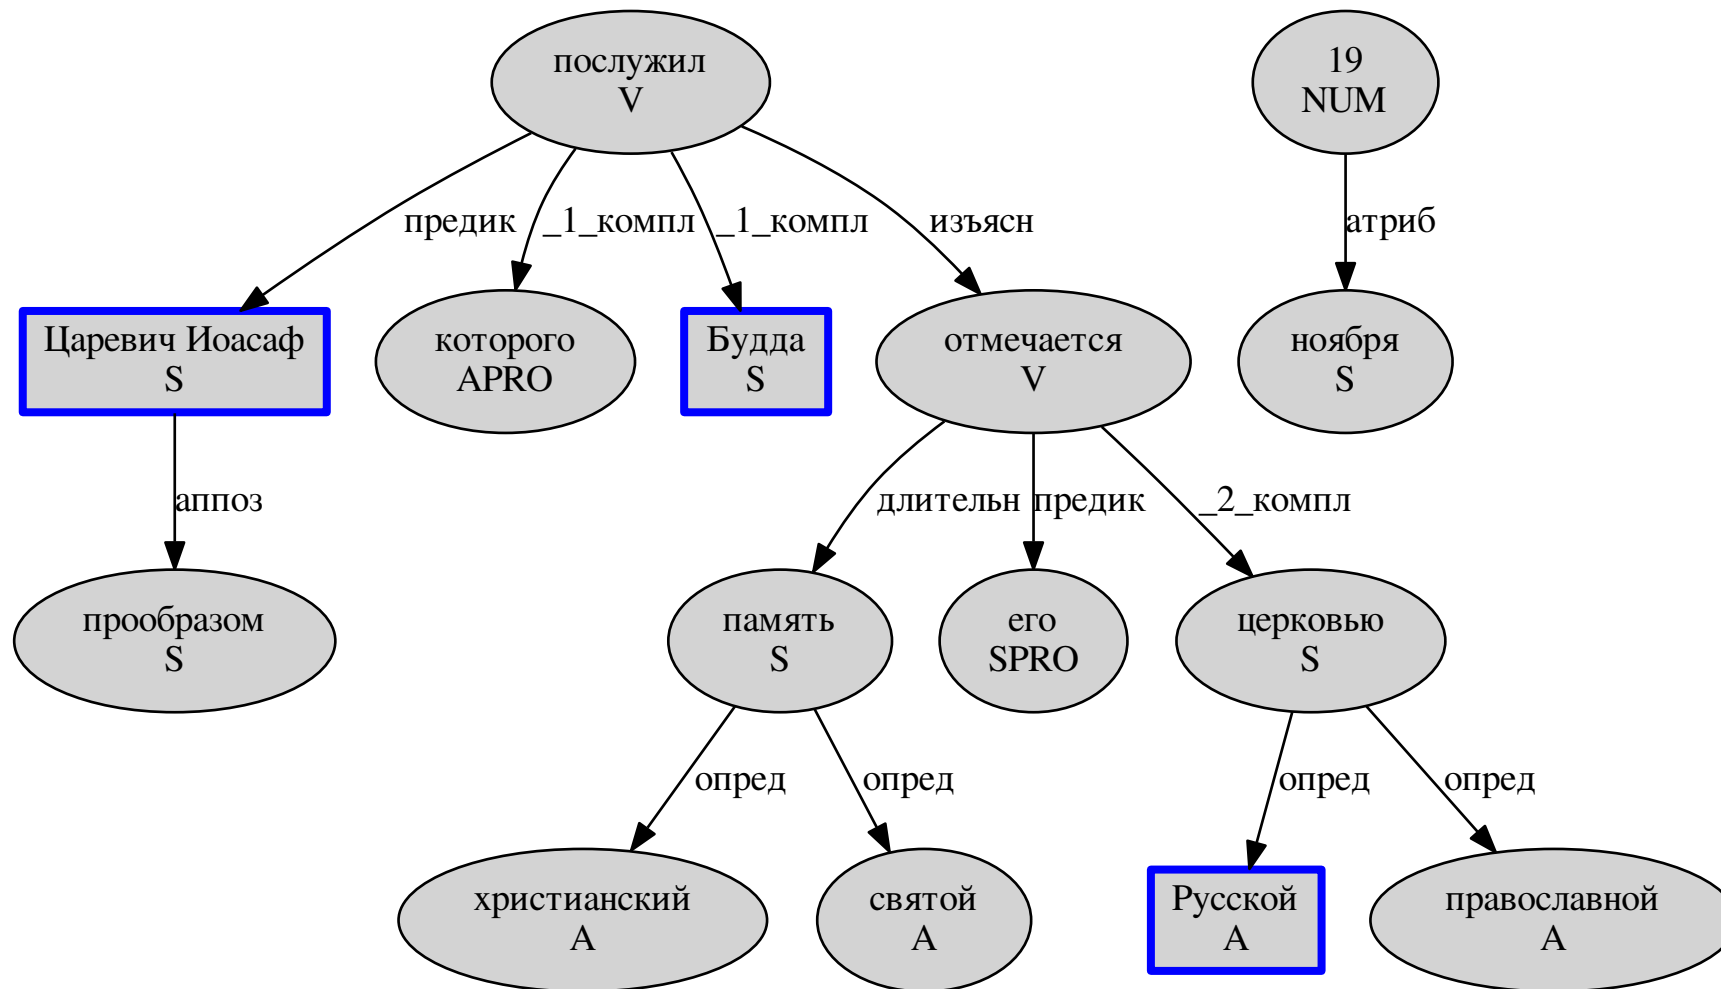 послужил
V
19
NUM
предик
_1_компл
_1_компл
изъясн
атриб
Царевич Иоасаф
S
которого
APRO
Будда
S
отмечается
V
ноября
S
аппоз
длительн
предик
_2_компл
прообразом
S
память
S
его
SPRO
церковью
S
опред
опред
опред
опред
христианский
A
святой
A
Русской
A
православной
A